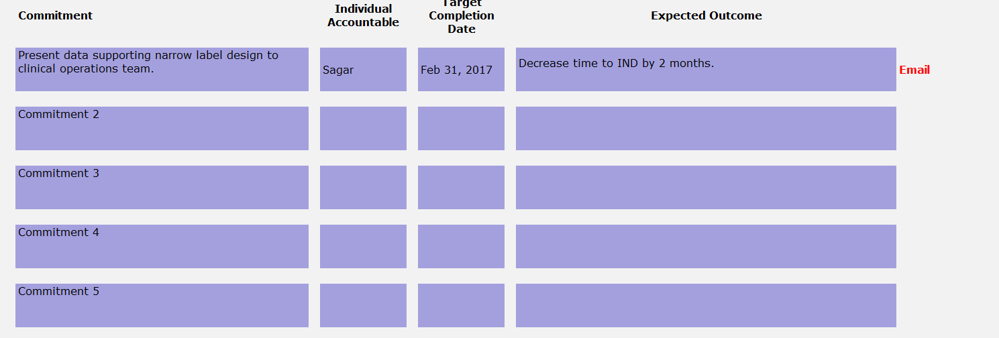 Commitment
Individual
Accountable
Target
Completion
Date
Expected Outcome
Present data supporting narrow label design to
clinical operations team.
Sagar
Feb 31, 2017
Decrease time to IND by 2 months.
Email
Commitment 2
Commitment 3
Commitment 4
Commitment 5